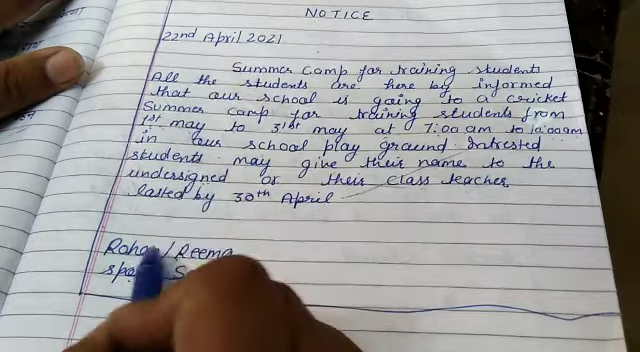 NOTICE
22nd April 2021
Summer Camp for training students
All the students are here by informed
that our school is going to a cricket
Summer camp for training students from
1st may to 31st may at 7:00 am to 10:00am
in our school play ground Intrested
students may give their name to the
undersigned or their class teacher
lasted by 30th April
/ Reema